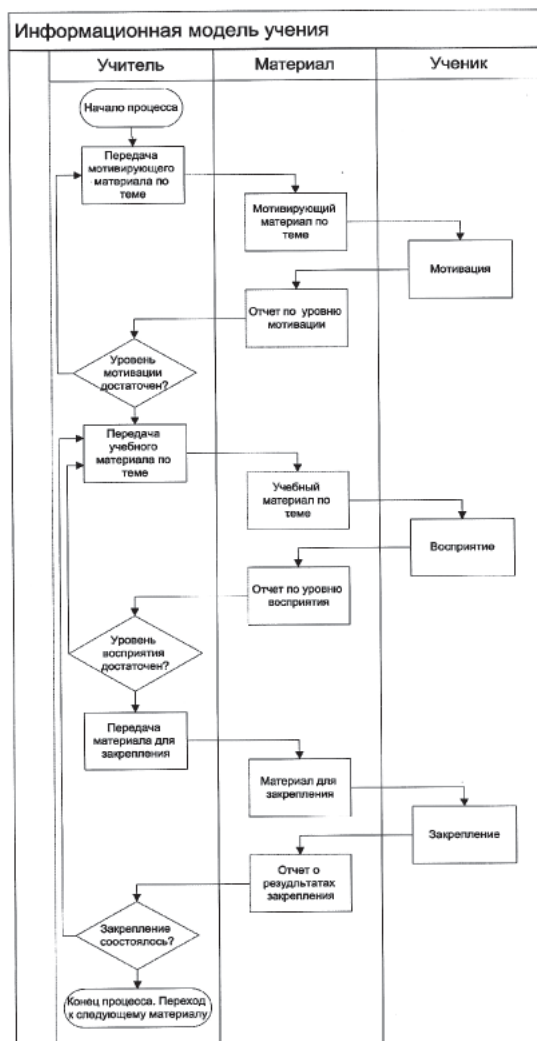 Информационная модель учения
Учитель
Материал
Ученик
Начало процесса
Передача
мотивирующего
материала по
теме
Мотивирующий
материал по
теме
Мотивация
Отчет по уровню
мотивации
Уровень
мотивации
достаточен?
Передача
учебного
материала по
теме
Учебный
материал по
теме
Восприятие
Отчет по уровню
восприятия
Уровень
восприятия
достаточен?
Передача
материала для
закрепления
Материал для
закрепления
Закрепление
Отчет о
резудльтатах
закрепления
Закрепление
соостоялось?
Конец процесса. Переход
к следующему материалу